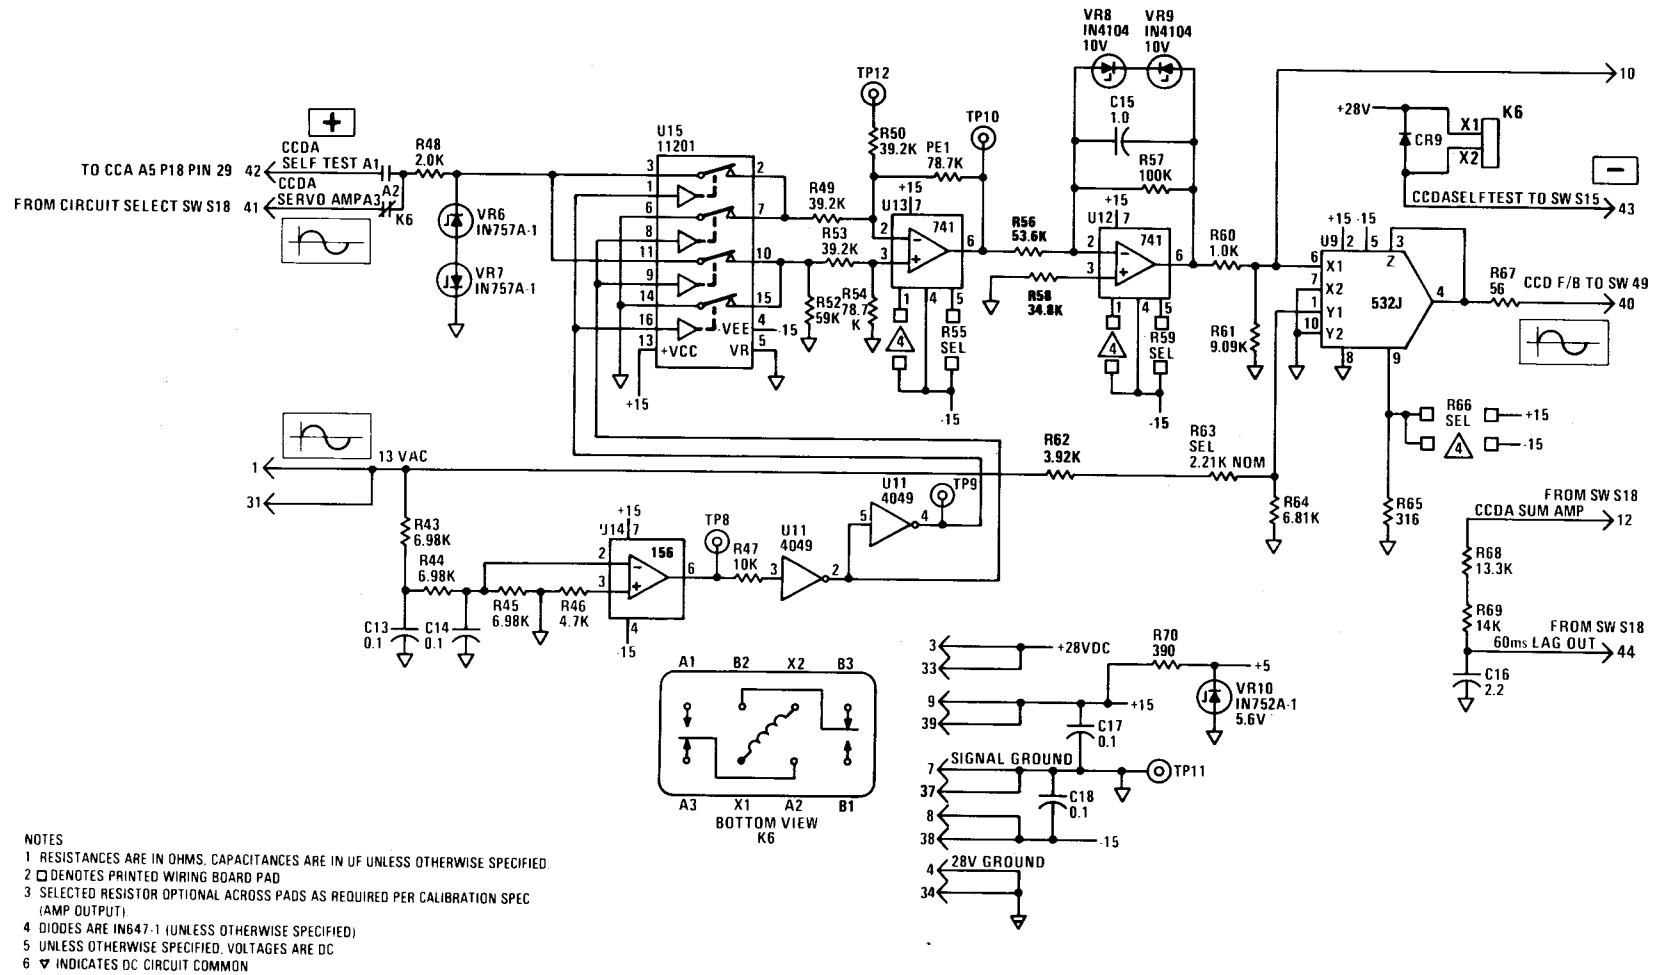 VR8 VR9
IN4104 IN4104
10V 10V
TP12
C15
1.0
10
+28V
K6
X1
X2
CR9
CCDA
SELF TEST A1
R48
2.0K
U15
11201
R50
39.2K
TP10
PE1
78.7K
R57
100K
TO CCA A5 P18 PIN 29 42
CCDA
SERVO AMPA3
A2
K6
FROM CIRCUIT SELECT SW S18 41
CCDASELFTEST TO SW S15
43
VR6
IN757A-1
VR7
IN757A-1
3 2
1
6 7
8
11 10
9
14 15
16 -VEE 4
-15
13 +VCC VR 5
+15
R49
39.2K
R53
39.2K
R52
59K
R54
78.7
K
+15
U13 7
741
2
3
6
1 4 5
4
R55
SEL
-15
R56
53.6K
R58
34.8K
+15
U12 7
741
2
3
6
1 4 5
4
R59
SEL
-15
R60
1.0K
R61
9.09K
+15 -15
U9 2 5 3
Z
6 X1
7 X2
1 Y1
10 Y2
532J
4
8 9
R67
56
CCD F/B TO SW 49
40
R66
SEL
4
+15
-15
13 VAC
1
31
R62
3.92K
R63
SEL
2.21K NOM
R64
6.81K
R65
316
R43
6.98K
R44
6.98K
R45
6.98K
R46
4.7K
C13
0.1
C14
0.1
+15
U14 7
156
2
3
6
4
-15
TP8
R47
10K
U11
4049
3 2
U11
4049
5 4
TP9
FROM SW S18
CCDA SUM AMP
12
R68
13.3K
R69
14K
FROM SW S18
60ms LAG OUT 44
C16
2.2
A1 B2 X2 B3
A3 X1 A2 B1
BOTTOM VIEW
K6
3
33
+28VDC
R70
390
+5
VR10
IN752A-1
5.6V
9
39
+15
C17
0.1
7 SIGNAL GROUND
37
TP11
C18
0.1
8
38
-15
4 28V GROUND
34
NOTES
1 RESISTANCES ARE IN OHMS, CAPACITANCES ARE IN UF UNLESS OTHERWISE SPECIFIED.
2 DENOTES PRINTED WIRING BOARD PAD
3 SELECTED RESISTOR OPTIONAL ACROSS PADS AS REQUIRED PER CALIBRATION SPEC
(AMP OUTPUT).
4 DIODES ARE IN647-1 (UNLESS OTHERWISE SPECIFIED)
5 UNLESS OTHERWISE SPECIFIED, VOLTAGES ARE DC
6 INDICATES DC CIRCUIT COMMON